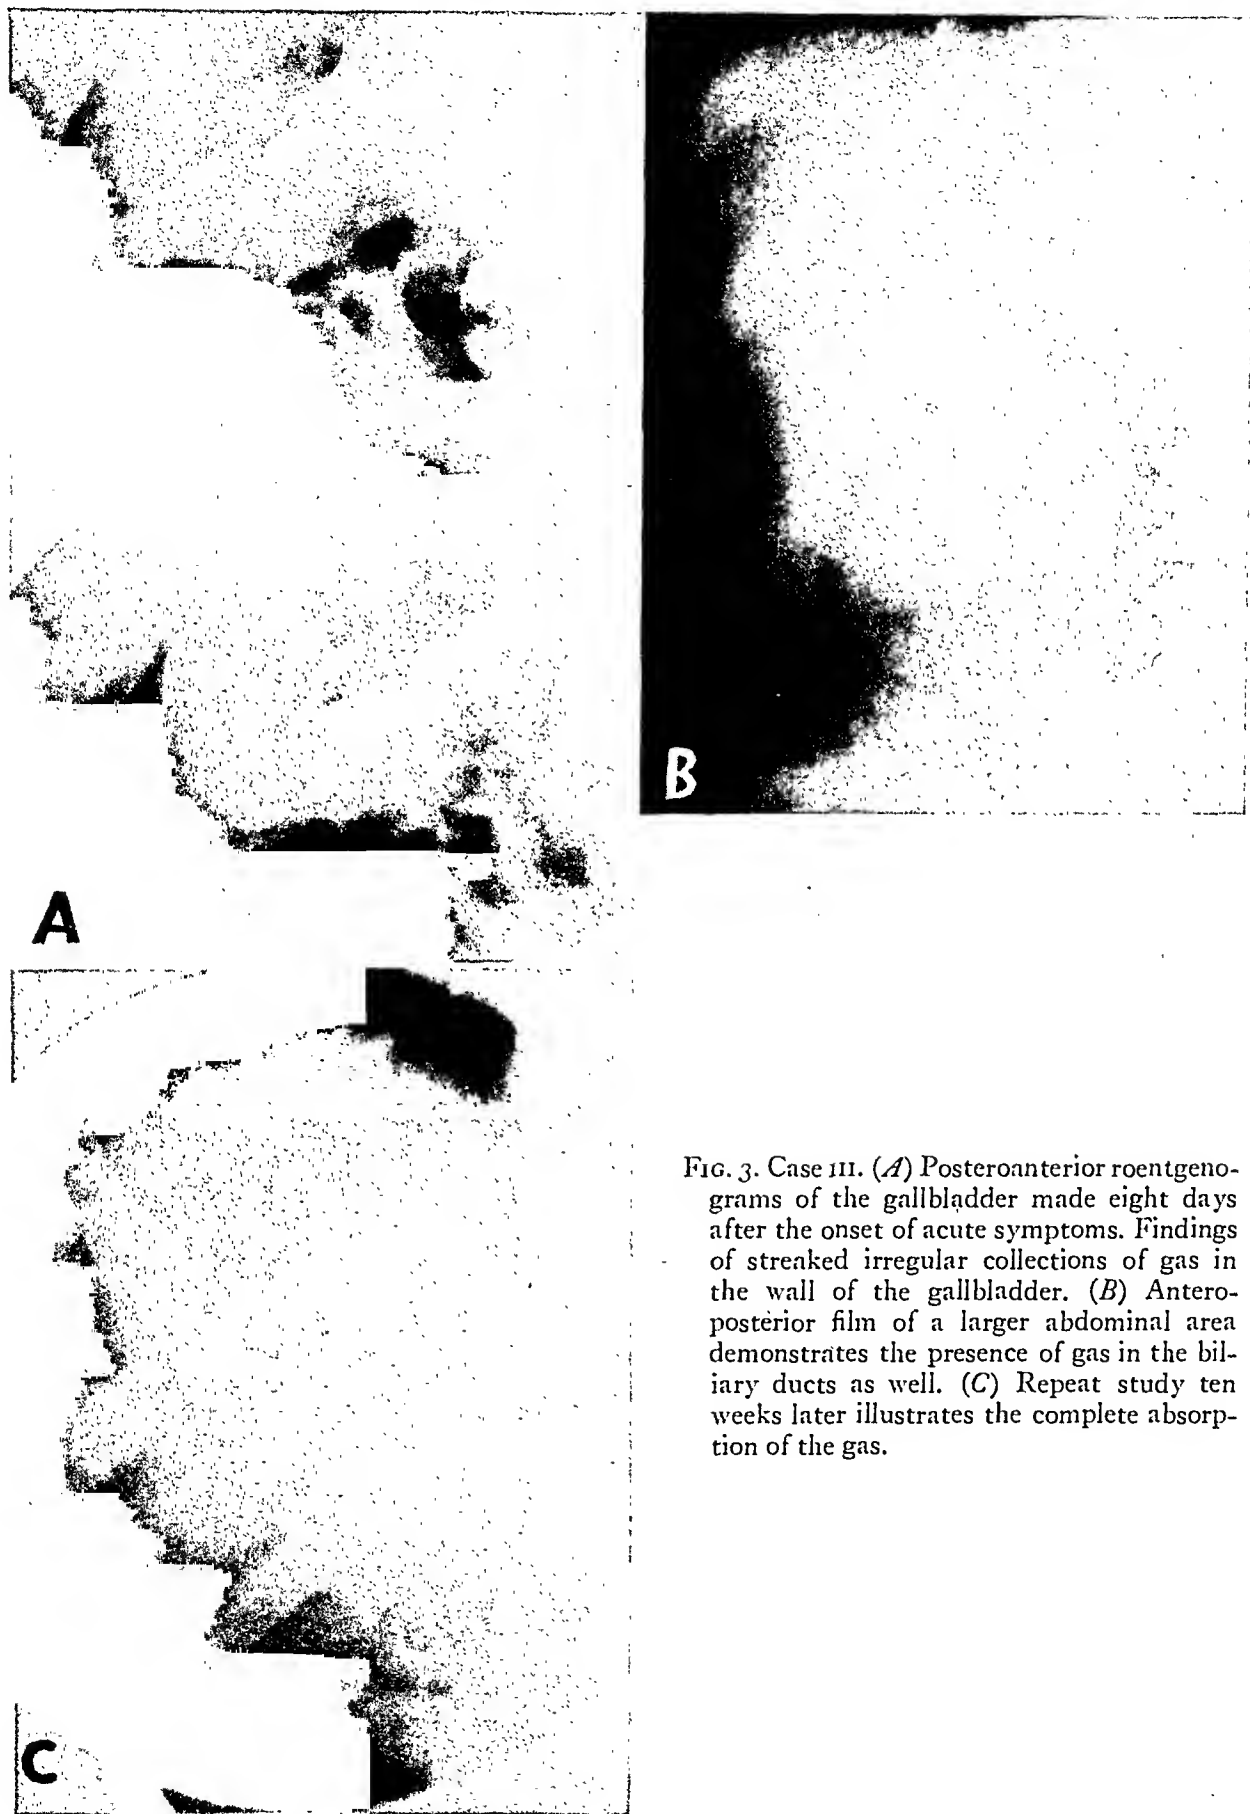 A
B
C
FIG. 3. Case III. (A) Posteroanterior roentgeno-
grams of the gallbladder made eight days
after the onset of acute symptoms. Findings
of streaked irregular collections of gas in
the wall of the gallbladder. (B) Antero-
posterior film of a larger abdominal area
demonstrates the presence of gas in the bil-
iary ducts as well. (C) Repeat study ten
weeks later illustrates the complete absorp-
tion of the gas.